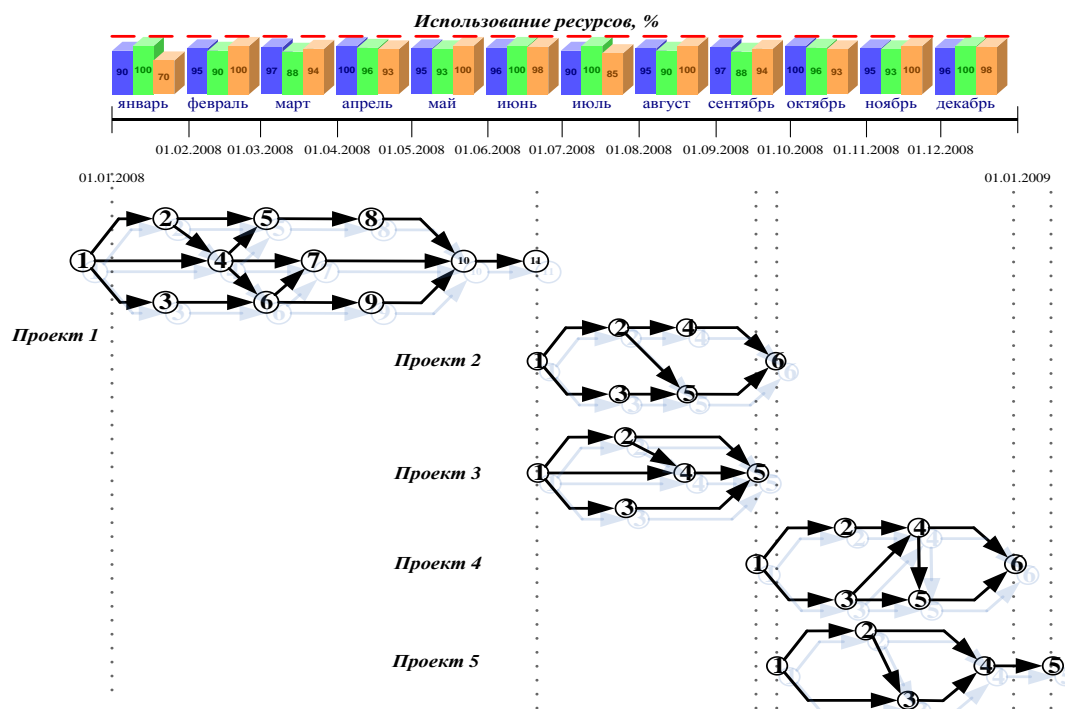 Использование ресурсов, %
90 100 70 95 90 100 97 88 94 100 96 93 95 93 100 96 100 98 90 100 85 95 90 100 97 88 94 100 96 93 95 93 100 96 100 98
январь февраль март апрель май июнь июль август сентябрь октябрь ноябрь декабрь
01.02.2008 01.03.2008 01.04.2008 01.05.2008 01.06.2008 01.07.2008 01.08.2008 01.09.2008 01.10.2008 01.11.2008 01.12.2008
01.01.2008 01.01.2009
2 5 8
1 4 7 10 11
3 6 9
Проект 1
2 4
Проект 2 1 6
3 5
2
Проект 3 1 4 5
3
2 4
Проект 4 1 6
3 5
2
Проект 5 1 4 5
3